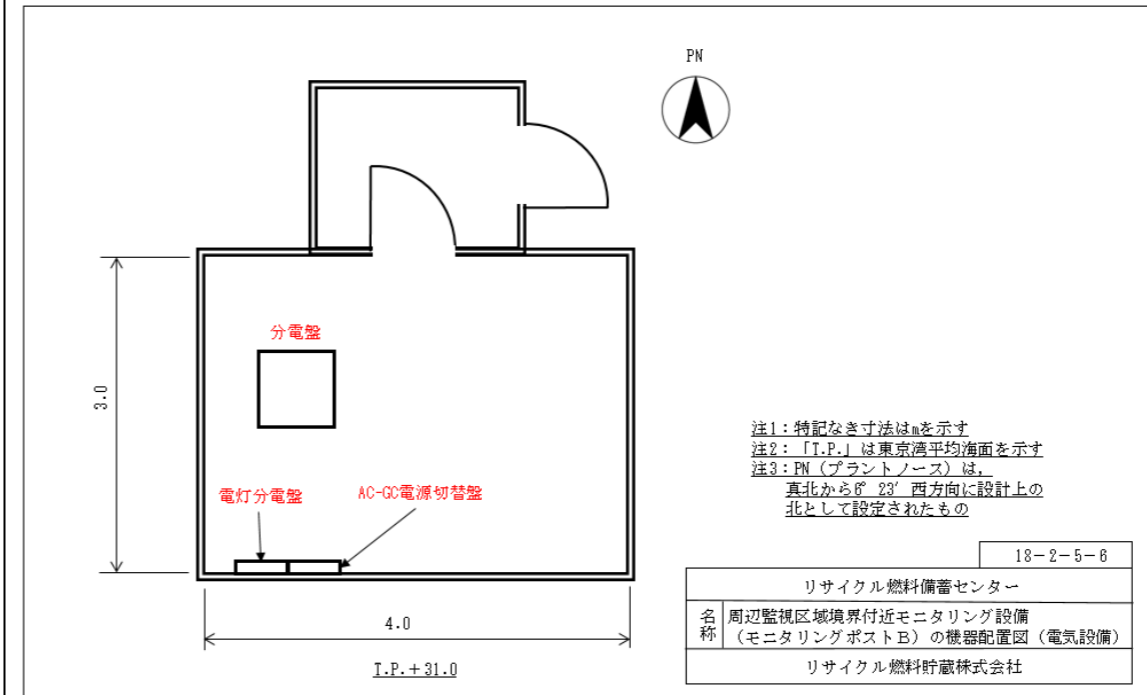 PN
分電盤
3.0
電灯分電盤
AC-GC電源切替盤
4.0
T.P.+31.0
注1：特記なき寸法はmを示す
注2：「T.P.」は東京湾平均海面を示す
注3：PN（プラントノース）は，
真北から6°23′西方向に設計上の
北として設定されたもの
18－2－5－6
リサイクル燃料備蓄センター
名称
周辺監視区域境界付近モニタリング設備
（モニタリングポストB）の機器配置図（電気設備）
リサイクル燃料貯蔵株式会社